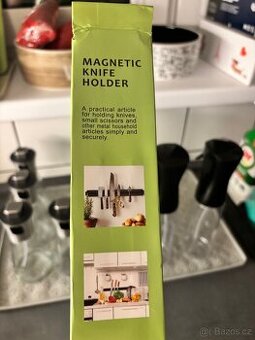 MAGNETIC
KNIFE
HOLDER
A practical article
for holding knives,
small scissors and
other metal household
articles simply and
securely.
Bazos.cz